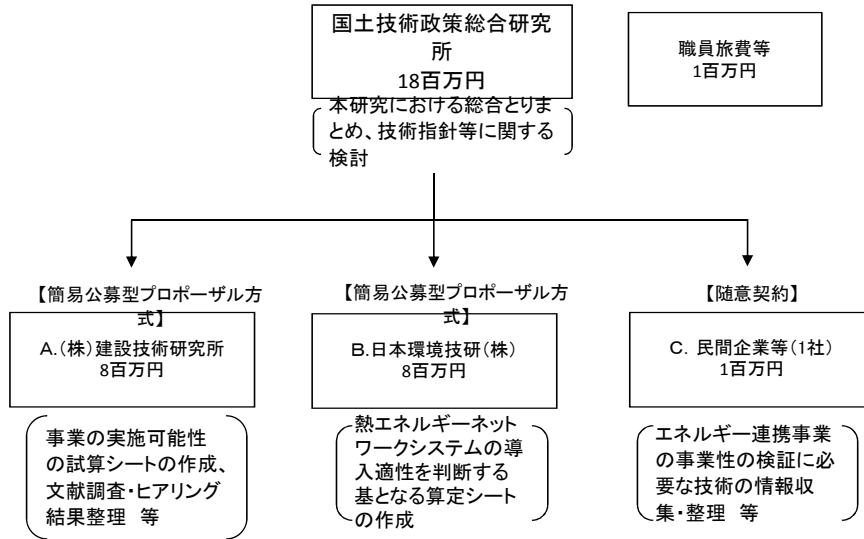 国土技術政策総合研究
所
18百万円
職員旅費等
1百万円
本研究における総合とりま
とめ、技術指針等に関する
検討
【簡易公募型プロポーザル方
式】
A.(株)建設技術研究所
8百万円
事業の実施可能性
の試算シートの作成、
文献調査・ヒアリング
結果整理 等
【簡易公募型プロポーザル方
式】
B.日本環境技研(株)
8百万円
熱エネルギーネット
ワークシステムの導
入適性を判断する
基となる算定シート
の作成
【随意契約】
C. 民間企業等(1社)
1百万円
エネルギー連携事業
の事業性の検証に必
要な技術の情報収
集・整理 等